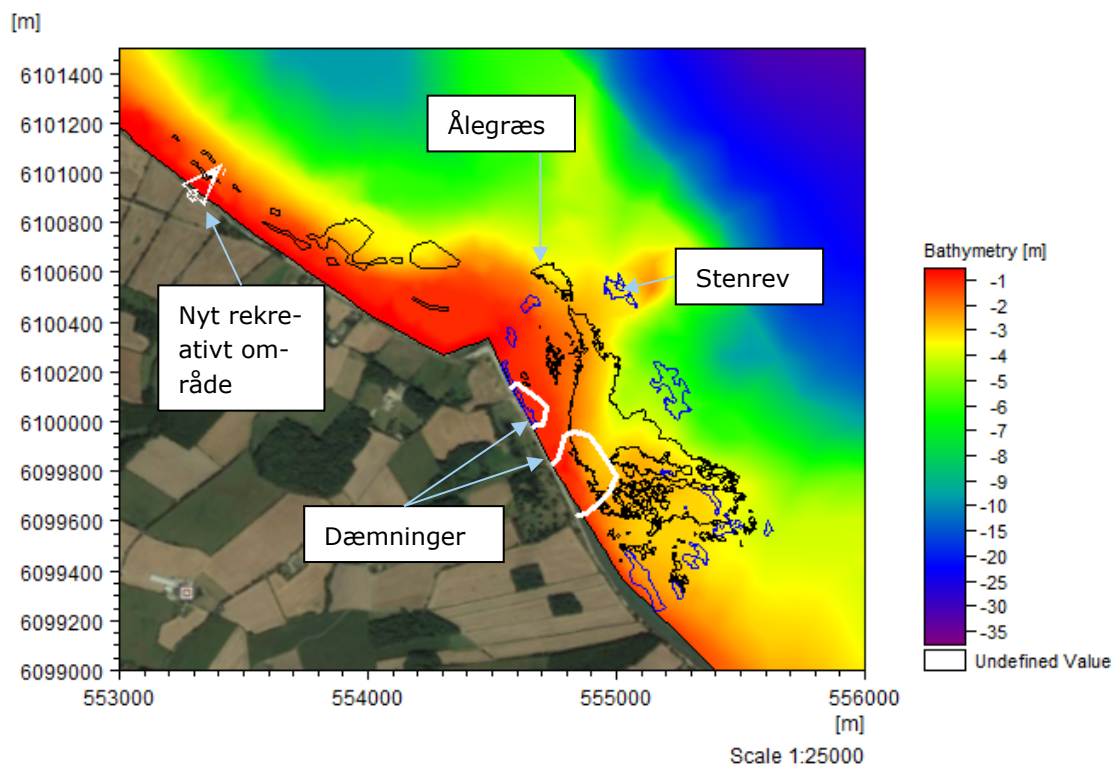 [m]
6101400
6101200
6101000
6100800
6100600
6100400
6100200
6100000
6099800
6099600
6099400
6099200
6099000
553000
554000
555000
556000
[m]
Scale 1:25000
Ålegræs
Stenrev
Nyt rekre-
ativt om-
råde
Dæmninger
Bathymetry [m]
-1
-2
-3
-4
-5
-6
-7
-8
-9
-10
-15
-20
-25
-30
-35
Undefined Value